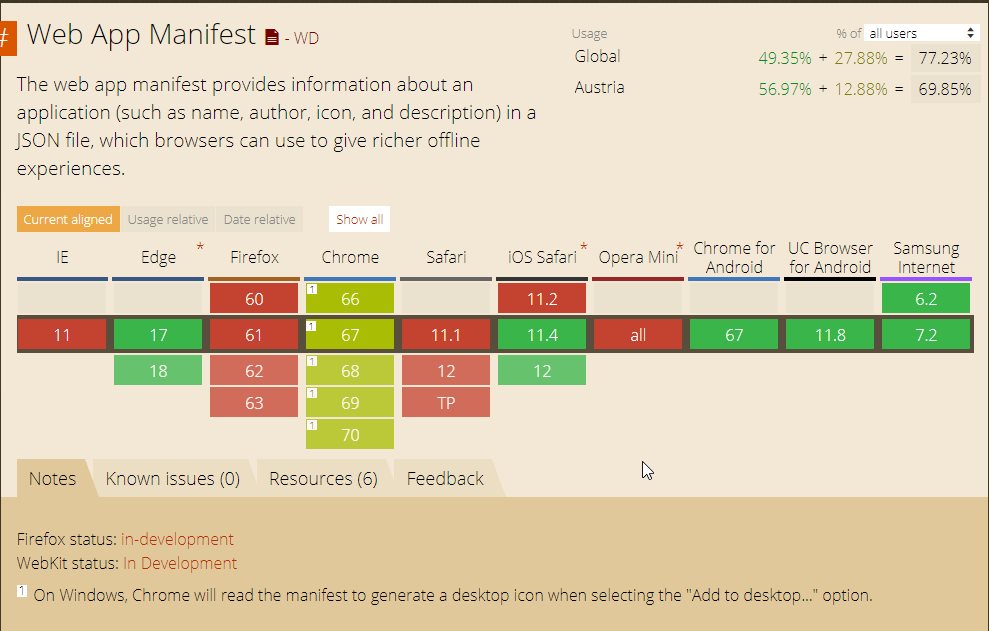 #
Web App Manifest - WD
The web app manifest provides information about an
application (such as name, author, icon, and description) in a
JSON file, which browsers can use to give richer offline
experiences.
Usage % of all users
Global 49.35% + 27.88% = 77.23%
Austria 56.97% + 12.88% = 69.85%
Current aligned Usage relative Date relative Show all
IE Edge * Firefox Chrome Safari iOS Safari * Opera Mini * Chrome for Android UC Browser for Android Samsung Internet
60 1 66 11.2 6.2
11 17 61 1 67 11.1 11.4 all 67 11.8 7.2
18 62 1 68 12 12
63 1 69 TP
1 70
Notes Known issues (0) Resources (6) Feedback
Firefox status: in-development
WebKit status: In Development
1 On Windows, Chrome will read the manifest to generate a desktop icon when selecting the "Add to desktop..." option.